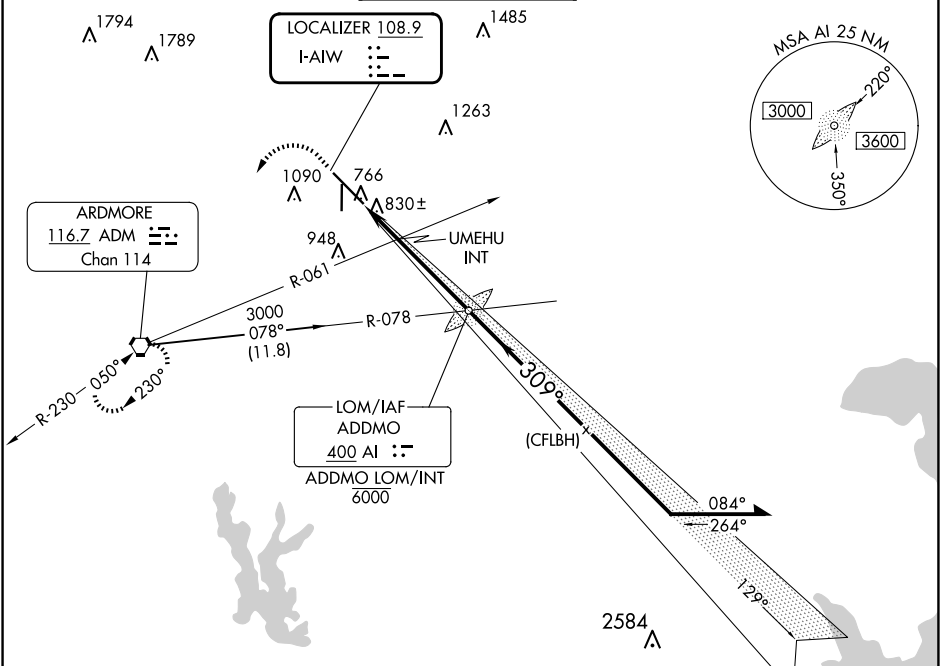 1794
1789
LOCALIZER 108.9
I-AIW
1485
1263
MSA AI 25 NM
220°
3000
3600
350°
1090
766
830±
ARDMORE
116.7 ADM
Chan 114
948
UMEHU
INT
R-061
3000
078°
(11.8)
R-078
R-230
050°
230°
309°
LOM/IAF
ADDMO
400 AI
ADDMO LOM/INT
6000
(CFLBH)
084°
264°
129°
2584